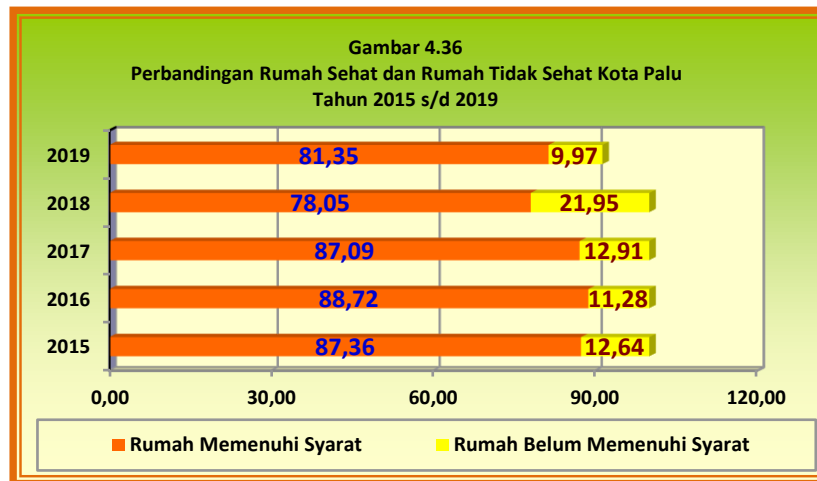 Gambar 4.36
Perbandingan Rumah Sehat dan Rumah Tidak Sehat Kota Palu
Tahun 2015 s/d 2019
2019 81,35 9,97
2018 78,05 21,95
2017 87,09 12,91
2016 88,72 11,28
2015 87,36 12,64
0,00 30,00 60,00 90,00 120,00
Rumah Memenuhi Syarat Rumah Belum Memenuhi Syarat